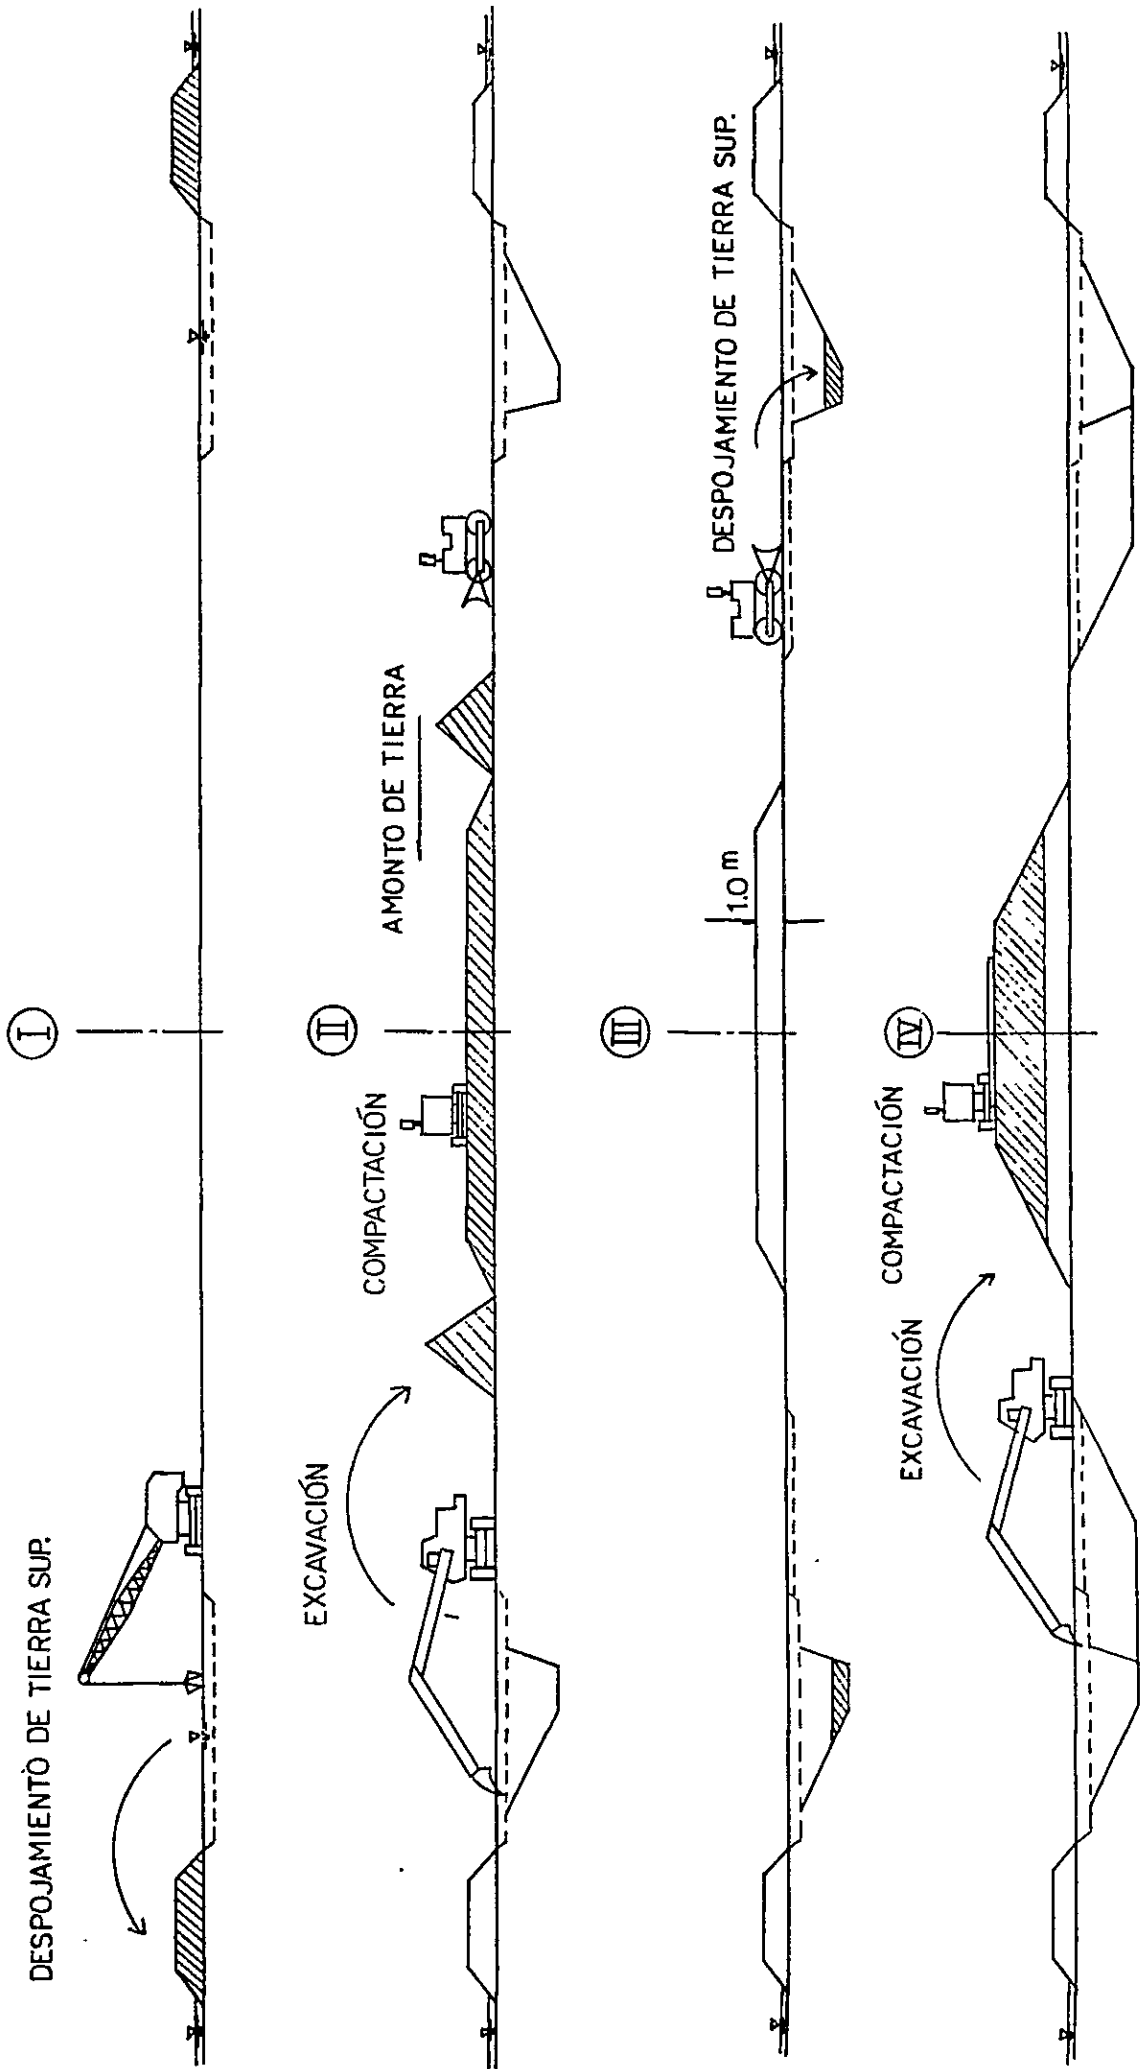 I
DESPOJAMIENTO DE TIERRA SUP.
II
EXCAVACIÓN
COMPACTACIÓN
AMONTO DE TIERRA
III
1.0 m
DESPOJAMIENTO DE TIERRA SUP.
IV
EXCAVACIÓN
COMPACTACIÓN